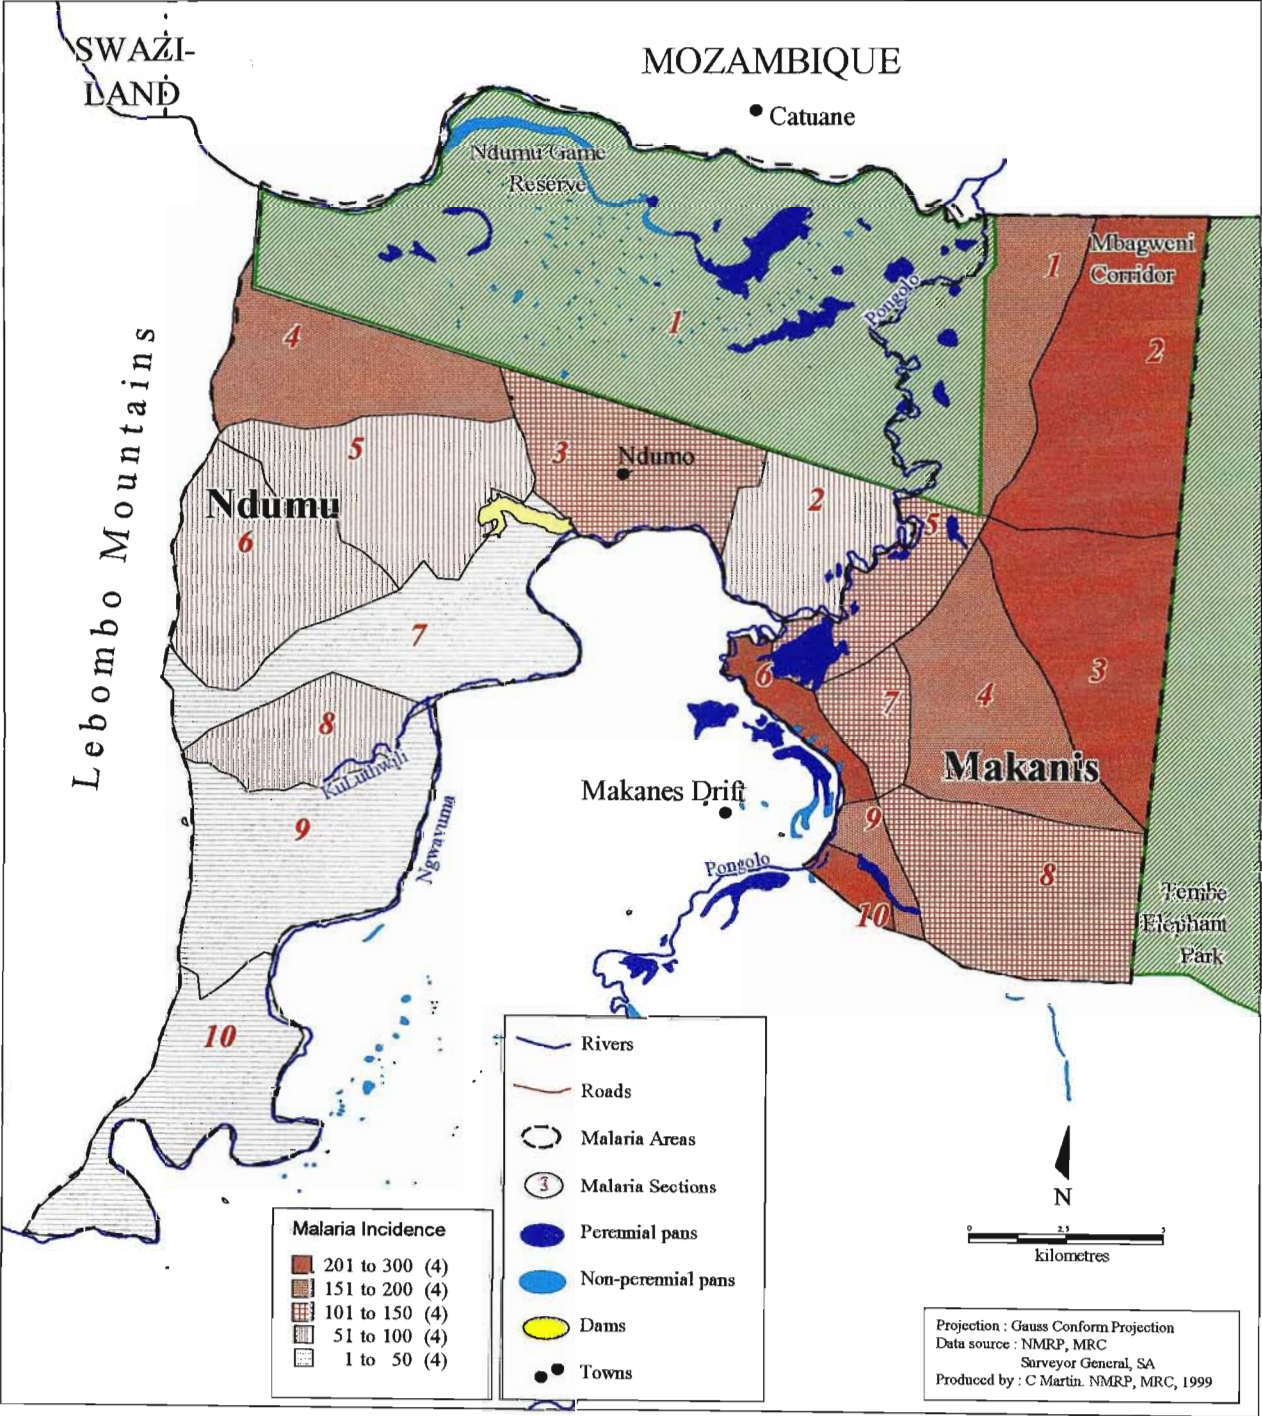 SWAZI-
LAND
MOZAMBIQUE
Catuane
Ndumu Game
Reserve
Mbagweni
Corridor
1
2
Pongolo
1
4
Lebombo Mountains
5
3
Ndumo
Ndumu
6
2
5
7
6
7
4
3
Makanis
8
KuLuthwili
Makanes Drift
9
9
8
Ngwavuma
Pongolo
10
Tembe
Elephant
Park
10
Rivers
Roads
Malaria Areas
3 Malaria Sections
Perennial pans
Non-perennial pans
Dams
Towns
N
0 2.5 5
kilometres
Malaria Incidence
201 to 300 (4)
151 to 200 (4)
101 to 150 (4)
51 to 100 (4)
1 to 50 (4)
Projection : Gauss Conform Projection
Data source : NMRP, MRC
Surveyor General, SA
Produced by : C Martin. NMRP, MRC, 1999